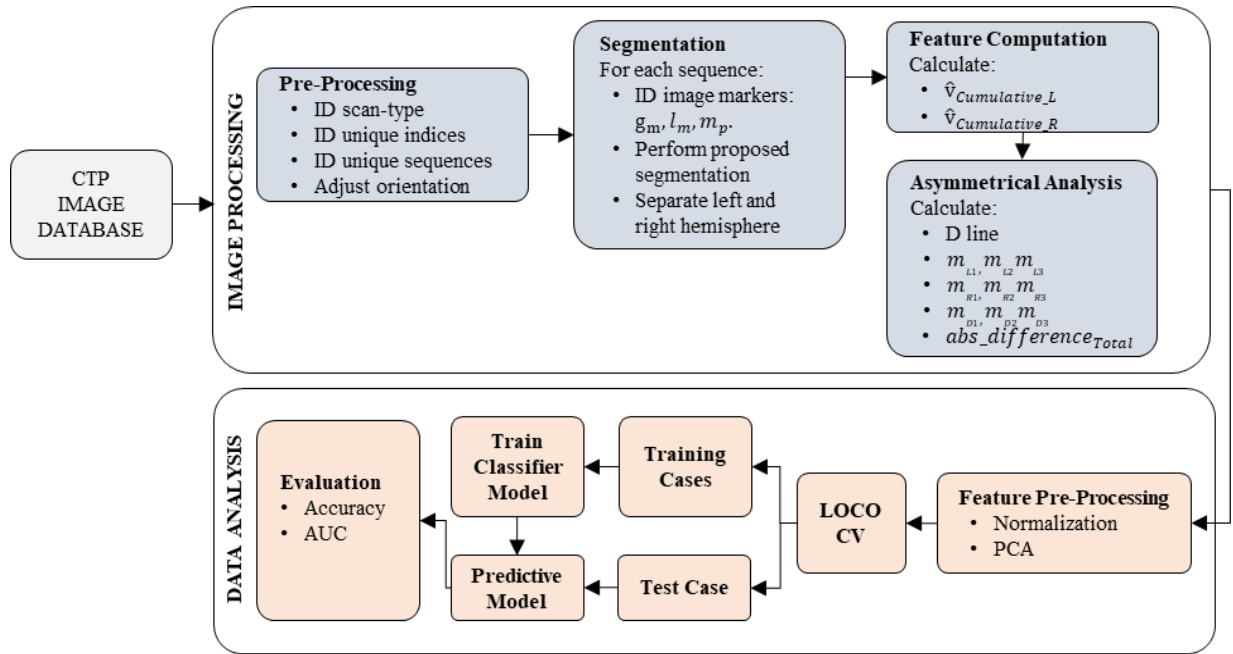 CTP
IMAGE
DATABASE
IMAGE PROCESSING
Pre-Processing
• ID scan-type
• ID unique indices
• ID unique sequences
• Adjust orientation
Segmentation
For each sequence:
• ID image markers:
gₘ, lₘ, mₚ.
• Perform proposed
segmentation
• Separate left and
right hemisphere
Feature Computation
Calculate:
• v̂_Cumulative_L
• v̂_Cumulative_R
Asymmetrical Analysis
Calculate:
• D line
• m_L1, m_L2 m_L3
• m_R1, m_R2 m_R3
• m_D1, m_D2 m_D3
• abs_difference_Total
DATA ANALYSIS
Feature Pre-Processing
• Normalization
• PCA
LOCO
CV
Training
Cases
Test Case
Train
Classifier
Model
Predictive
Model
Evaluation
• Accuracy
• AUC